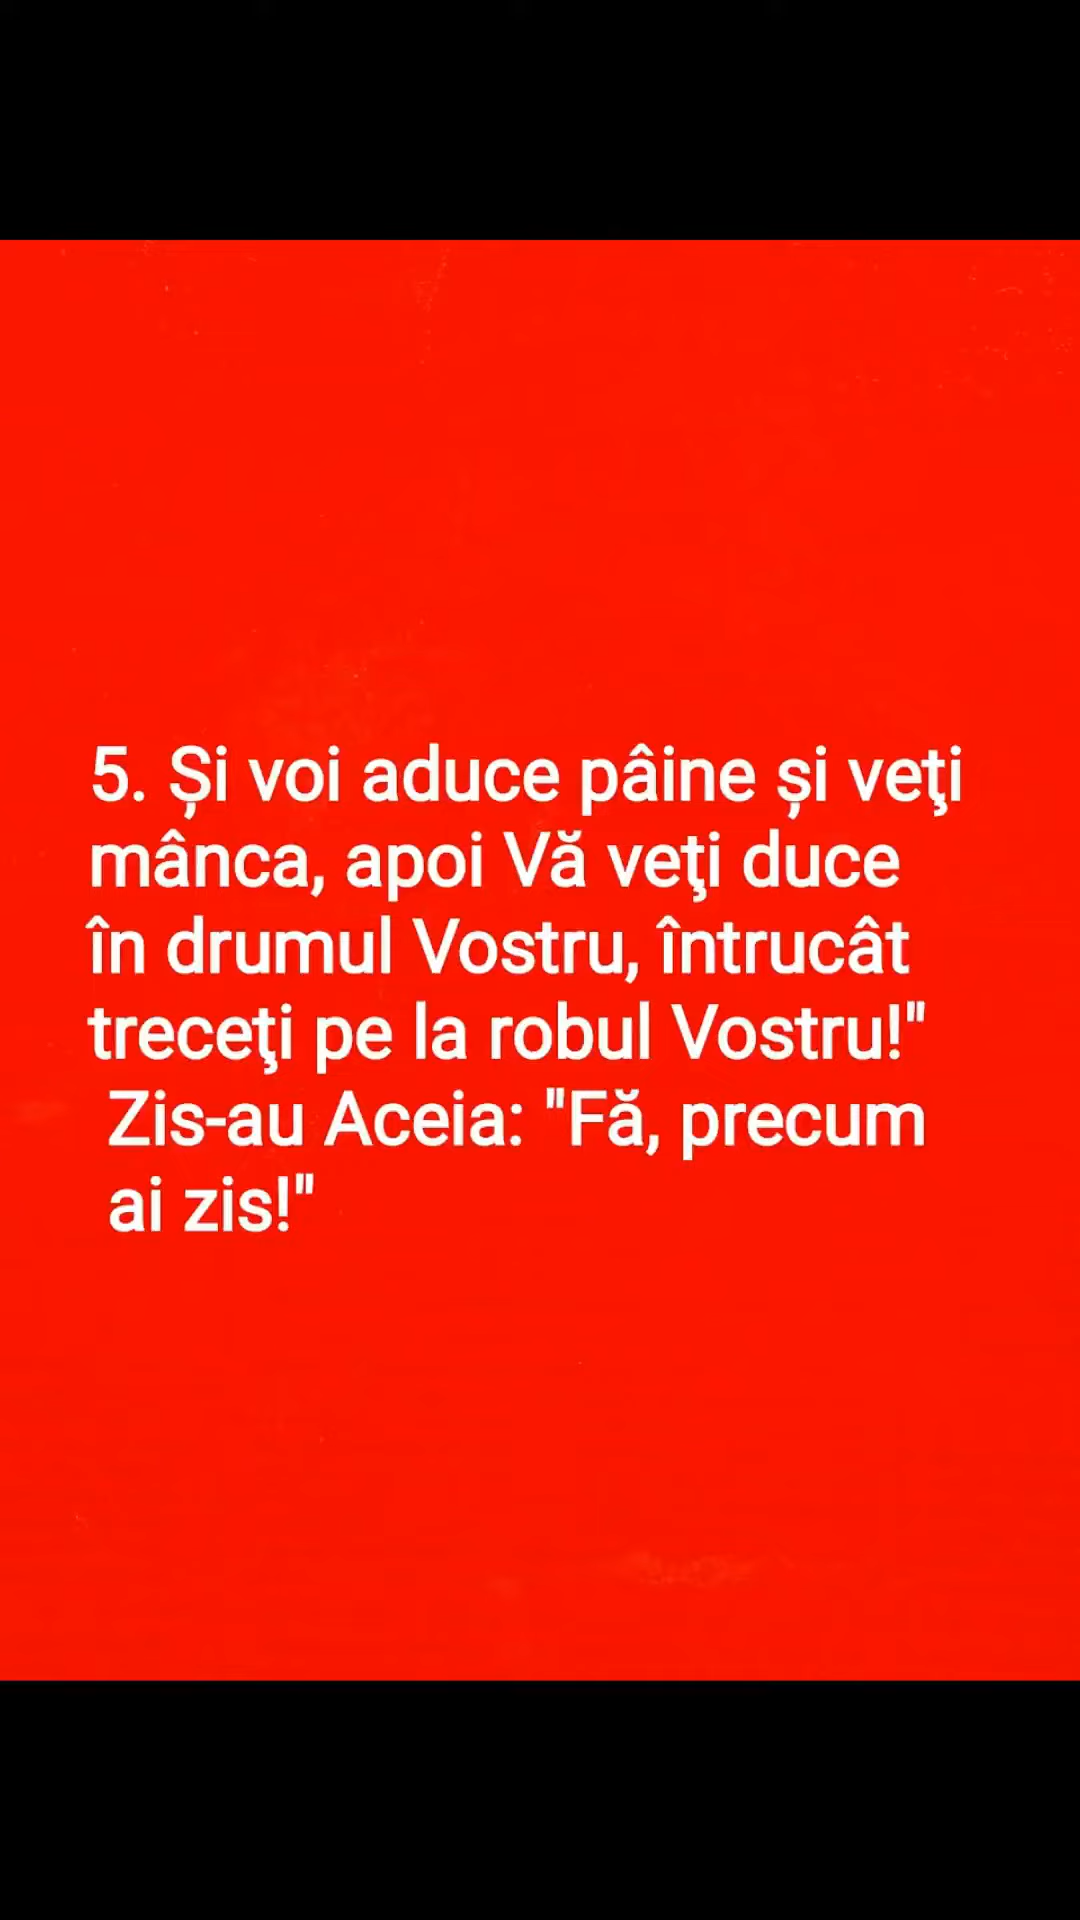 5. Și voi aduce pâine și veţi
mânca, apoi Vă veţi duce
în drumul Vostru, întrucât
treceţi pe la robul Vostru!"
Zis-au Aceia: "Fă, precum
ai zis!"